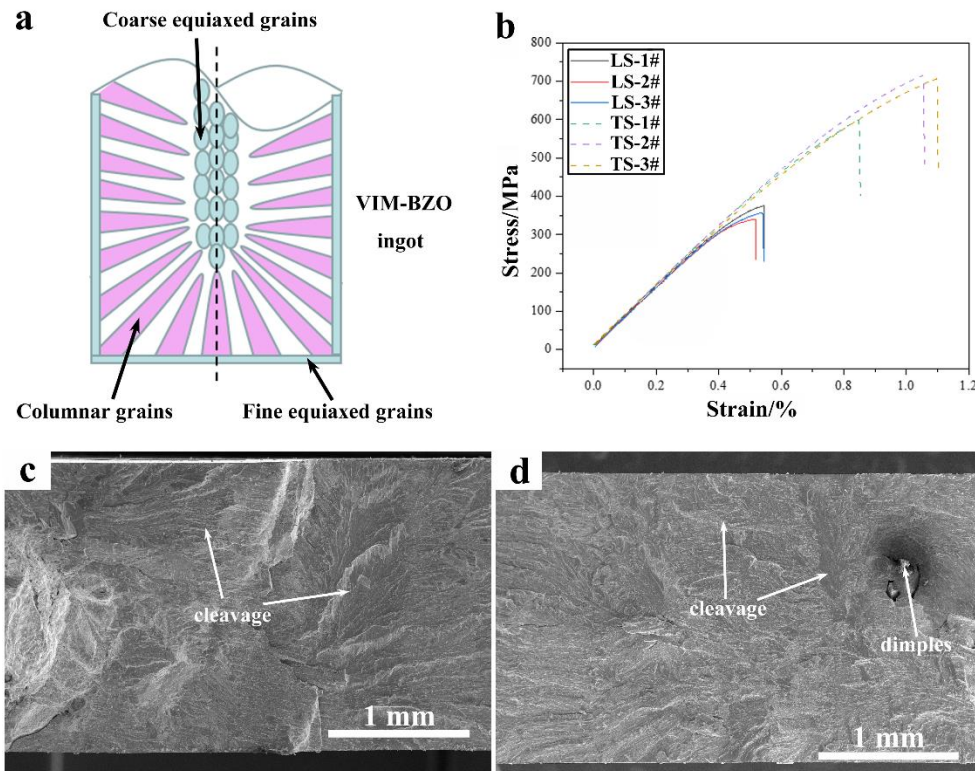 a
Coarse equiaxed grains
VIM-BZO
ingot
Columnar grains
Fine equiaxed grains
b
800
700
600
500
400
300
200
100
0
Stress/MPa
LS-1#
LS-2#
LS-3#
TS-1#
TS-2#
TS-3#
0.0 0.2 0.4 0.6 0.8 1.0 1.2
Strain/%
c
cleavage
1 mm
d
cleavage
dimples
1 mm